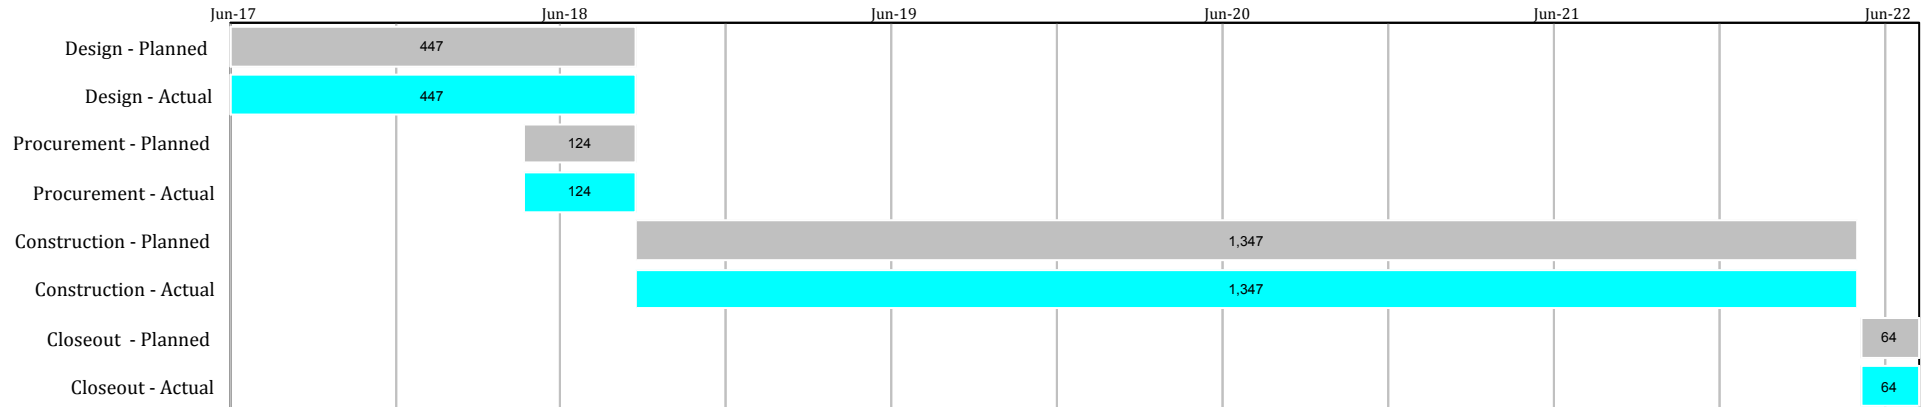 Jun-17 Jun-18 Jun-19 Jun-20 Jun-21 Jun-22
Design - Planned 447
Design - Actual 447
Procurement - Planned 124
Procurement - Actual 124
Construction - Planned 1,347
Construction - Actual 1,347
Closeout - Planned 64
Closeout - Actual 64